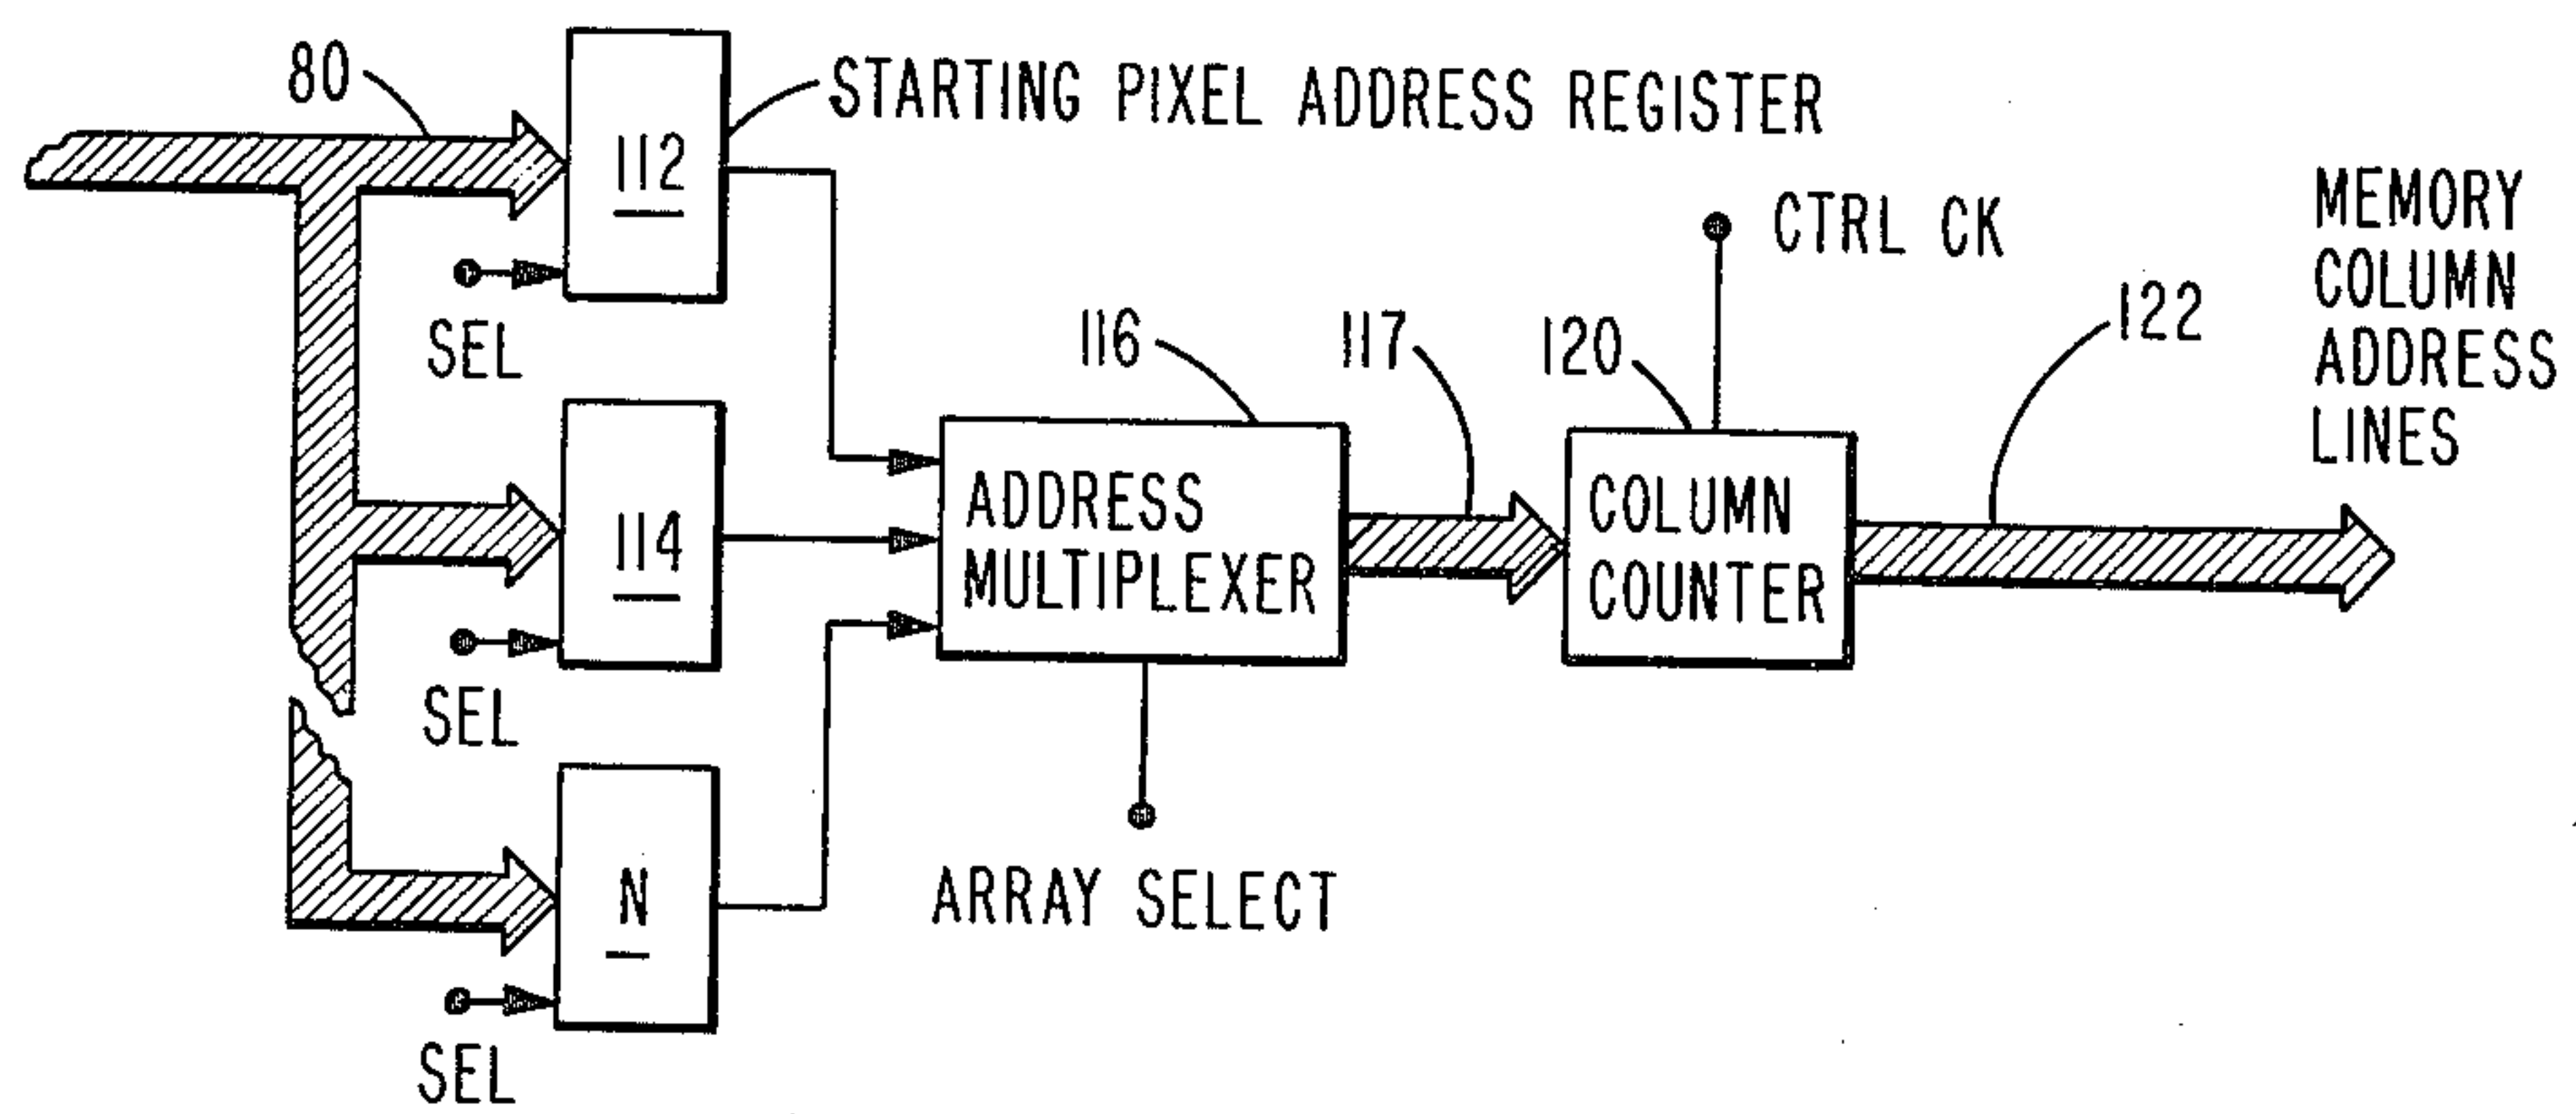 80
112
STARTING PIXEL ADDRESS REGISTER
SEL
CTRL CK
MEMORY
COLUMN
ADDRESS
LINES
116
117
120
122
114
SEL
ADDRESS
MULTIPLEXER
COLUMN
COUNTER
N
SEL
ARRAY SELECT